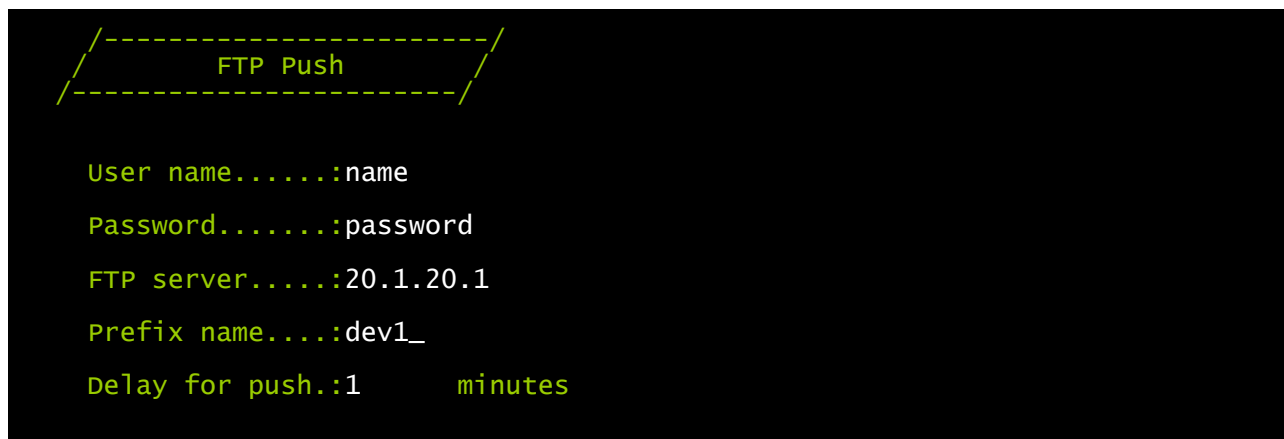 /------------------------/
/ FTP Push /
/------------------------/
User name......:name
Password.......:password
FTP server.....:20.1.20.1
Prefix name....:dev1_
Delay for push.:1 minutes